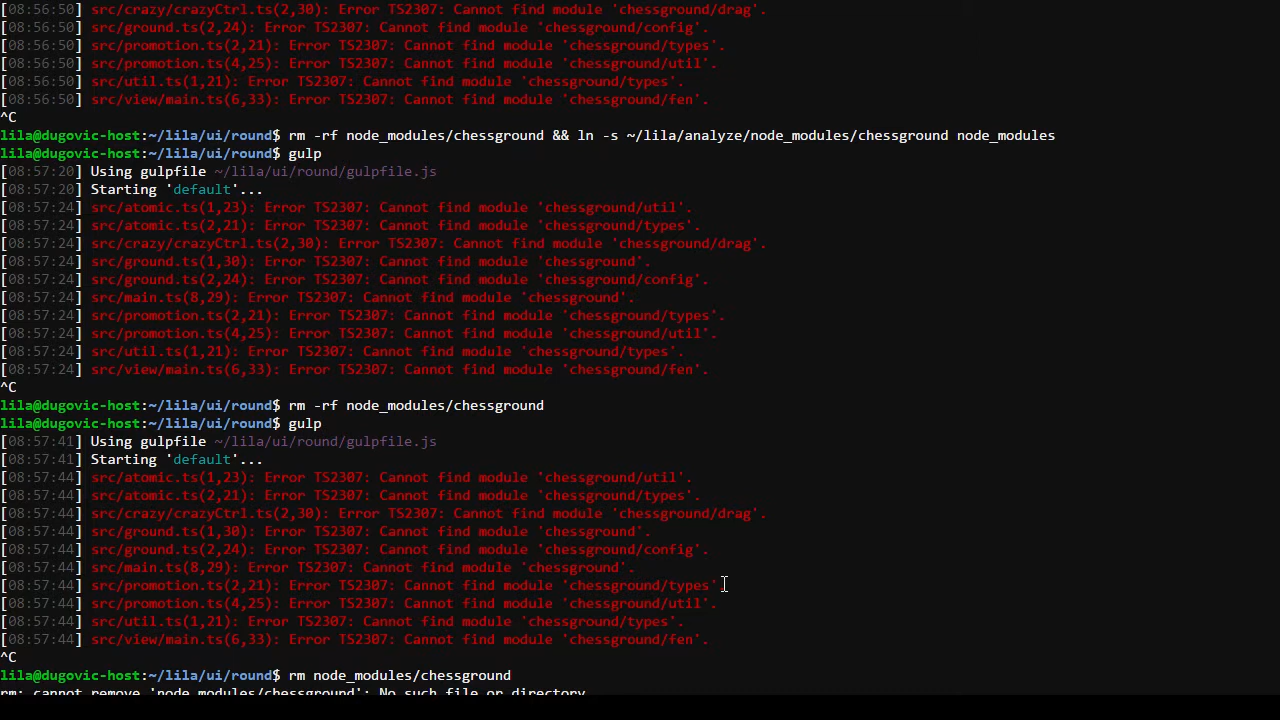 [08:56:50] src/crazy/crazyCtrl.ts(2,30): Error TS2307: Cannot find module 'chessground/drag'.
[08:56:50] src/ground.ts(2,24): Error TS2307: Cannot find module 'chessground/config'.
[08:56:50] src/promotion.ts(2,21): Error TS2307: Cannot find module 'chessground/types'.
[08:56:50] src/promotion.ts(4,25): Error TS2307: Cannot find module 'chessground/util'.
[08:56:50] src/util.ts(1,21): Error TS2307: Cannot find module 'chessground/types'.
[08:56:50] src/view/main.ts(6,33): Error TS2307: Cannot find module 'chessground/fen'.
^C
lila@dugovic-host:~/lila/ui/round$ rm -rf node_modules/chessground && ln -s ~/lila/analyze/node_modules/chessground node_modules
lila@dugovic-host:~/lila/ui/round$ gulp
[08:57:20] Using gulpfile ~/lila/ui/round/gulpfile.js
[08:57:20] Starting 'default'...
[08:57:24] src/atomic.ts(1,23): Error TS2307: Cannot find module 'chessground/util'.
[08:57:24] src/atomic.ts(2,21): Error TS2307: Cannot find module 'chessground/types'.
[08:57:24] src/crazy/crazyCtrl.ts(2,30): Error TS2307: Cannot find module 'chessground/drag'.
[08:57:24] src/ground.ts(1,30): Error TS2307: Cannot find module 'chessground'.
[08:57:24] src/ground.ts(2,24): Error TS2307: Cannot find module 'chessground/config'.
[08:57:24] src/main.ts(8,29): Error TS2307: Cannot find module 'chessground'.
[08:57:24] src/promotion.ts(2,21): Error TS2307: Cannot find module 'chessground/types'.
[08:57:24] src/promotion.ts(4,25): Error TS2307: Cannot find module 'chessground/util'.
[08:57:24] src/util.ts(1,21): Error TS2307: Cannot find module 'chessground/types'.
[08:57:24] src/view/main.ts(6,33): Error TS2307: Cannot find module 'chessground/fen'.
^C
lila@dugovic-host:~/lila/ui/round$ rm -rf node_modules/chessground
lila@dugovic-host:~/lila/ui/round$ gulp
[08:57:41] Using gulpfile ~/lila/ui/round/gulpfile.js
[08:57:41] Starting 'default'...
[08:57:44] src/atomic.ts(1,23): Error TS2307: Cannot find module 'chessground/util'.
[08:57:44] src/atomic.ts(2,21): Error TS2307: Cannot find module 'chessground/types'.
[08:57:44] src/crazy/crazyCtrl.ts(2,30): Error TS2307: Cannot find module 'chessground/drag'.
[08:57:44] src/ground.ts(1,30): Error TS2307: Cannot find module 'chessground'.
[08:57:44] src/ground.ts(2,24): Error TS2307: Cannot find module 'chessground/config'.
[08:57:44] src/main.ts(8,29): Error TS2307: Cannot find module 'chessground'.
[08:57:44] src/promotion.ts(2,21): Error TS2307: Cannot find module 'chessground/types'.
[08:57:44] src/promotion.ts(4,25): Error TS2307: Cannot find module 'chessground/util'.
[08:57:44] src/util.ts(1,21): Error TS2307: Cannot find module 'chessground/types'.
[08:57:44] src/view/main.ts(6,33): Error TS2307: Cannot find module 'chessground/fen'.
^C
lila@dugovic-host:~/lila/ui/round$ rm node_modules/chessground
rm: cannot remove 'node_modules/chessground': No such file or directory